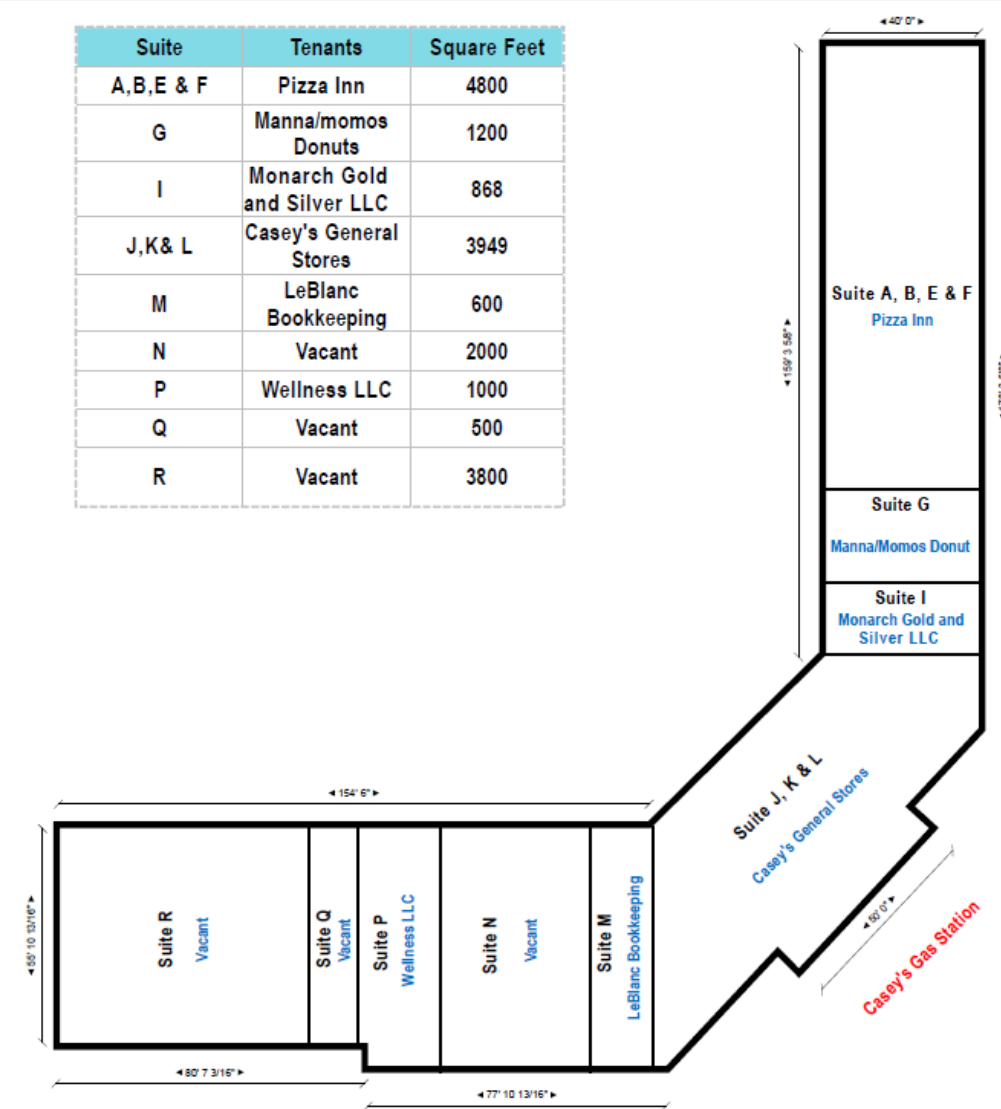 Suite Tenants Square Feet
A,B,E & F Pizza Inn 4800
G Manna/momos Donuts 1200
I Monarch Gold and Silver LLC 868
J,K& L Casey's General Stores 3949
M LeBlanc Bookkeeping 600
N Vacant 2000
P Wellness LLC 1000
Q Vacant 500
R Vacant 3800
40' 0"
159' 3 5/8"
Suite A, B, E & F
Pizza Inn
Suite G
Manna/Momos Donut
Suite I
Monarch Gold and
Silver LLC
Suite J, K & L
Casey's General Stores
50' 0"
Casey's Gas Station
154' 6"
Suite R
Vacant
Suite Q
Vacant
Suite P
Wellness LLC
Suite N
Vacant
Suite M
LeBlanc Bookkeeping
10 13/16"
80' 7 3/16"
77' 10 13/16"